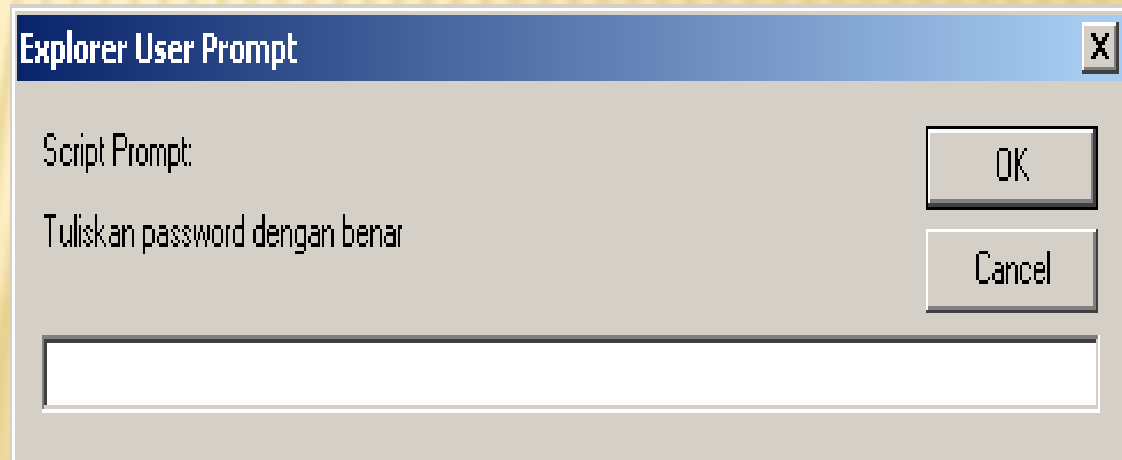 Explorer User Prompt
X
Script Prompt:
OK
Tuliskan password dengan benar
Cancel